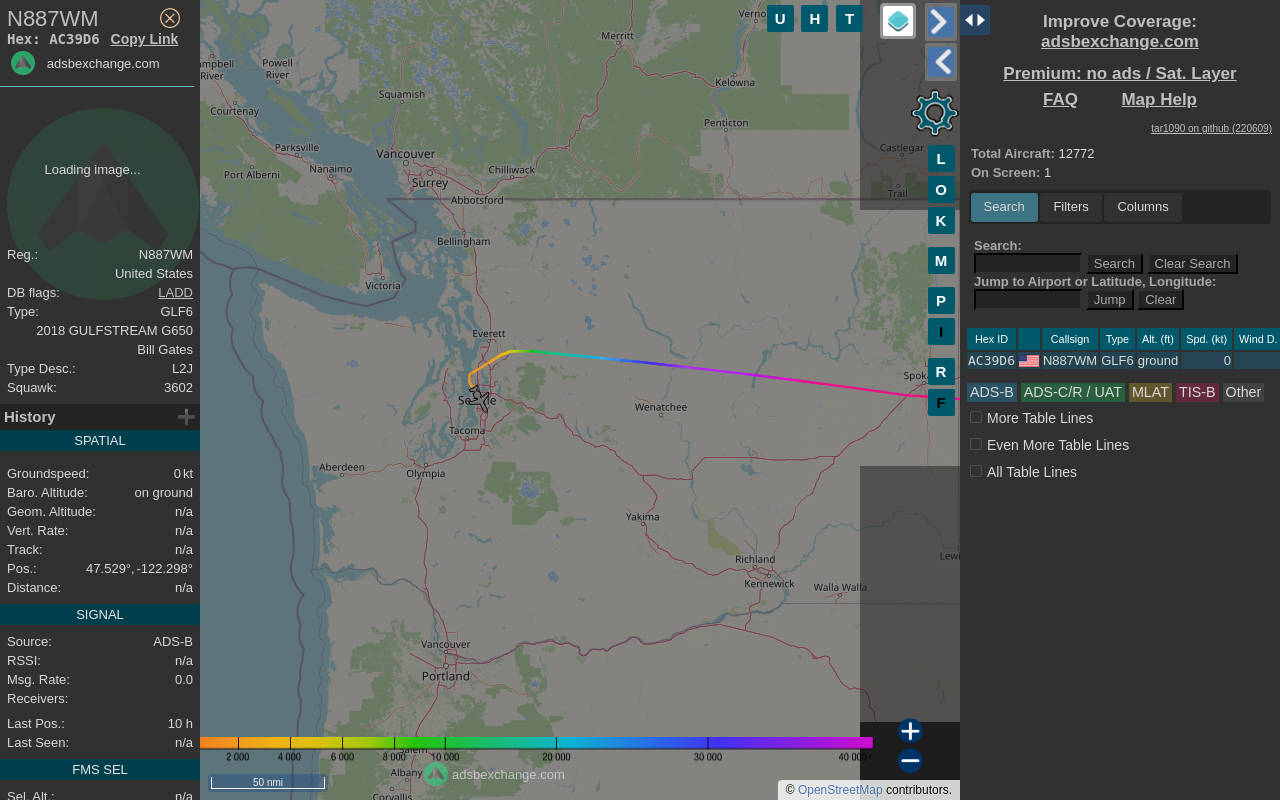 N887WM
Hex: AC39D6 Copy Link
adsbexchange.com
Loading image...
Reg.: N887WM
United States
DB flags: LADD
Type: GLF6
2018 GULFSTREAM G650
Bill Gates
Type Desc.: L2J
Squawk: 3602
History
SPATIAL
Groundspeed: 0 kt
Baro. Altitude: on ground
Geom. Altitude: n/a
Vert. Rate: n/a
Track: n/a
Pos.: 47.529°, -122.298°
Distance: n/a
SIGNAL
Source: ADS-B
RSSI: n/a
Msg. Rate: 0.0
Receivers:
Last Pos.: 10 h
Last Seen: n/a
FMS SEL
Sel. Alt.: n/a
U H T
Merritt
Powell
River
River
Squamish
Kelowna
Courtenay
Penticton
Parksville
Vancouver
Castlegar
Nanaimo
Chilliwack
Port Alberni
Surrey
Trail
Abbotsford
Bellingham
Victoria
Everett
Wenatchee
Tacoma
Aberdeen
Olympia
Yakima
Richland
Kennewick
Walla Walla
Vancouver
Portland
Albany
Corvallis
L
O
K
M
P
I
R
F
2 000 4 000 6 000 8 000 10 000 20 000 30 000 40 000+
50 nmi
adsbexchange.com
© OpenStreetMap contributors.
Improve Coverage:
adsbexchange.com
Premium: no ads / Sat. Layer
FAQ Map Help
tar1090 on github (220609)
Total Aircraft: 12772
On Screen: 1
Search Filters Columns
Search:
Search Clear Search
Jump to Airport or Latitude, Longitude:
Jump Clear
Hex ID Callsign Type Alt. (ft) Spd. (kt) Wind D.
AC39D6 N887WM GLF6 ground 0
ADS-B ADS-C/R / UAT MLAT TIS-B Other
More Table Lines
Even More Table Lines
All Table Lines